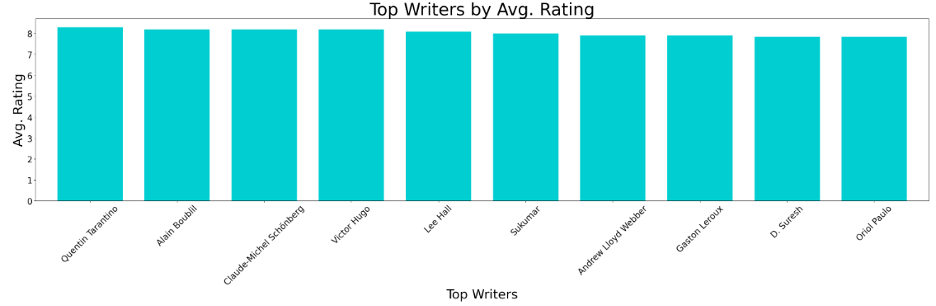 Top Writers by Avg. Rating
Avg. Rating
8
7
6
5
4
3
2
1
0
Quentin Tarantino
Alain Boublil
Claude-Michel Schönberg
Victor Hugo
Lee Hall
Sukumar
Andrew Lloyd Webber
Gaston Leroux
D. Suresh
Oriol Paulo
Top Writers